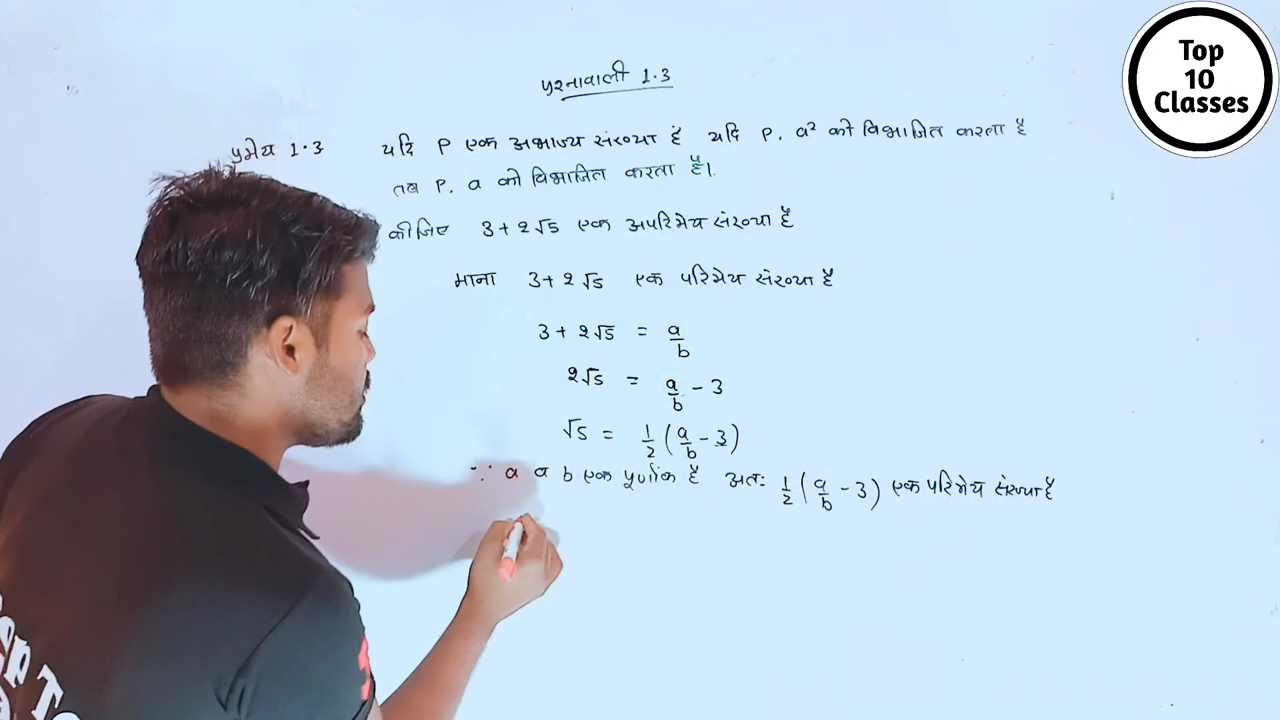 Top
10
Classes
प्रश्नावली 1.3
प्रमेय 1.3 यदि P एक अभाज्य संख्या है यदि P, a² को विभाजित करता है
तब P, a को विभाजित करता है।
कीजिए 3+2√5 एक अपरिमेय संख्या है
माना 3+2√5 एक परिमेय संख्या है
3+2√5 = a/b
2√5 = a/b - 3
√5 = 1/2 (a/b - 3)
∵ a व b एक पूर्णांक है अतः 1/2 (a/b - 3) एक परिमेय संख्या है